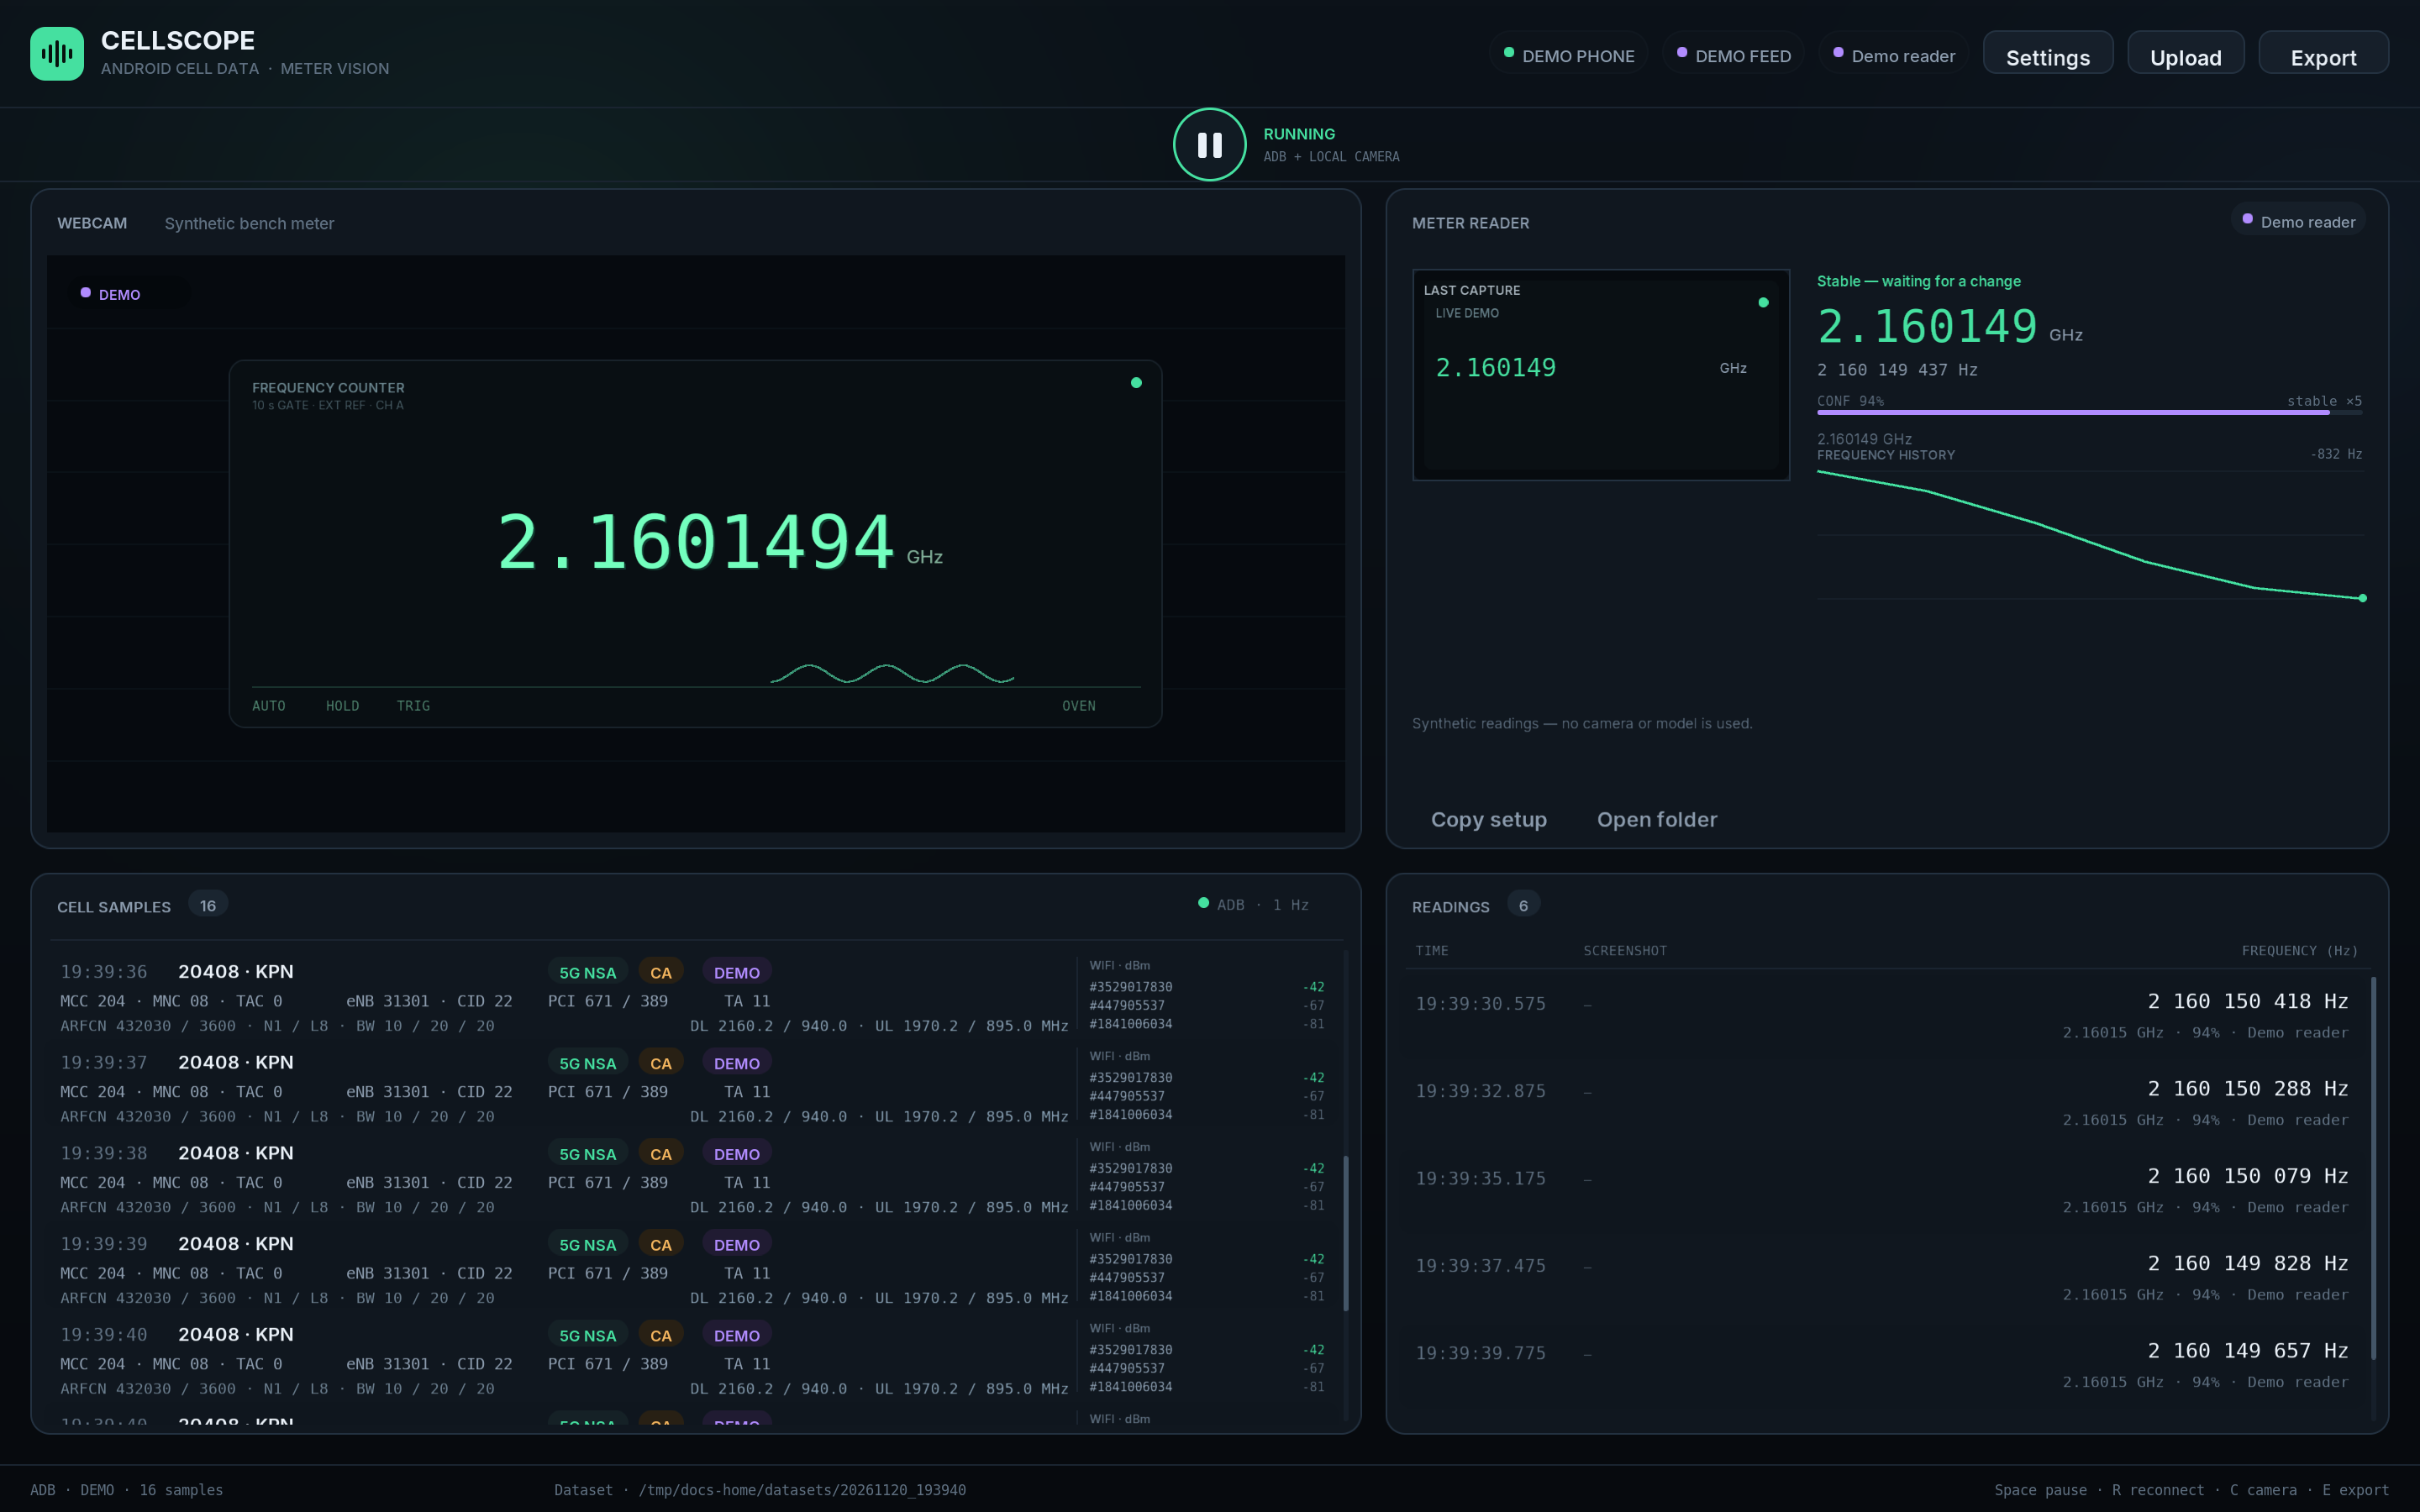 CELLSCOPE
ANDROID CELL DATA · METER VISION
DEMO PHONE
DEMO FEED
Demo reader
Settings
Upload
Export
RUNNING
ADB + LOCAL CAMERA
WEBCAM Synthetic bench meter
DEMO
FREQUENCY COUNTER
10 s GATE · EXT REF · CH A
2.1601494 GHz
AUTO HOLD TRIG OVEN
METER READER
Demo reader
LAST CAPTURE
LIVE DEMO
2.160149 GHz
Stable — waiting for a change
2.160149 GHz
2 160 149 437 Hz
CONF 94% stable ×5
2.160149 GHz
FREQUENCY HISTORY -832 Hz
Synthetic readings — no camera or model is used.
Copy setup Open folder
CELL SAMPLES 16 ADB · 1 Hz
19:39:36 20408 · KPN 5G NSA CA DEMO
MCC 204 · MNC 08 · TAC 0 eNB 31301 · CID 22 PCI 671 / 389 TA 11
ARFCN 432030 / 3600 · N1 / L8 · BW 10 / 20 / 20 DL 2160.2 / 940.0 · UL 1970.2 / 895.0 MHz
WIFI · dBm
#3529017830 -42
#447905537 -67
#1841006034 -81
19:39:37 20408 · KPN 5G NSA CA DEMO
MCC 204 · MNC 08 · TAC 0 eNB 31301 · CID 22 PCI 671 / 389 TA 11
ARFCN 432030 / 3600 · N1 / L8 · BW 10 / 20 / 20 DL 2160.2 / 940.0 · UL 1970.2 / 895.0 MHz
WIFI · dBm
#3529017830 -42
#447905537 -67
#1841006034 -81
19:39:38 20408 · KPN 5G NSA CA DEMO
MCC 204 · MNC 08 · TAC 0 eNB 31301 · CID 22 PCI 671 / 389 TA 11
ARFCN 432030 / 3600 · N1 / L8 · BW 10 / 20 / 20 DL 2160.2 / 940.0 · UL 1970.2 / 895.0 MHz
WIFI · dBm
#3529017830 -42
#447905537 -67
#1841006034 -81
19:39:39 20408 · KPN 5G NSA CA DEMO
MCC 204 · MNC 08 · TAC 0 eNB 31301 · CID 22 PCI 671 / 389 TA 11
ARFCN 432030 / 3600 · N1 / L8 · BW 10 / 20 / 20 DL 2160.2 / 940.0 · UL 1970.2 / 895.0 MHz
WIFI · dBm
#3529017830 -42
#447905537 -67
#1841006034 -81
19:39:40 20408 · KPN 5G NSA CA DEMO
MCC 204 · MNC 08 · TAC 0 eNB 31301 · CID 22 PCI 671 / 389 TA 11
ARFCN 432030 / 3600 · N1 / L8 · BW 10 / 20 / 20 DL 2160.2 / 940.0 · UL 1970.2 / 895.0 MHz
WIFI · dBm
#3529017830 -42
#447905537 -67
#1841006034 -81
19:39:40 20408 · KPN 5G NSA CA DEMO
WIFI · dBm
READINGS 6
TIME SCREENSHOT FREQUENCY (Hz)
19:39:30.575 — 2 160 150 418 Hz
2.16015 GHz · 94% · Demo reader
19:39:32.875 — 2 160 150 288 Hz
2.16015 GHz · 94% · Demo reader
19:39:35.175 — 2 160 150 079 Hz
2.16015 GHz · 94% · Demo reader
19:39:37.475 — 2 160 149 828 Hz
2.16015 GHz · 94% · Demo reader
19:39:39.775 — 2 160 149 657 Hz
2.16015 GHz · 94% · Demo reader
ADB · DEMO · 16 samples
Dataset · /tmp/docs-home/datasets/20261120_193940
Space pause · R reconnect · C camera · E export